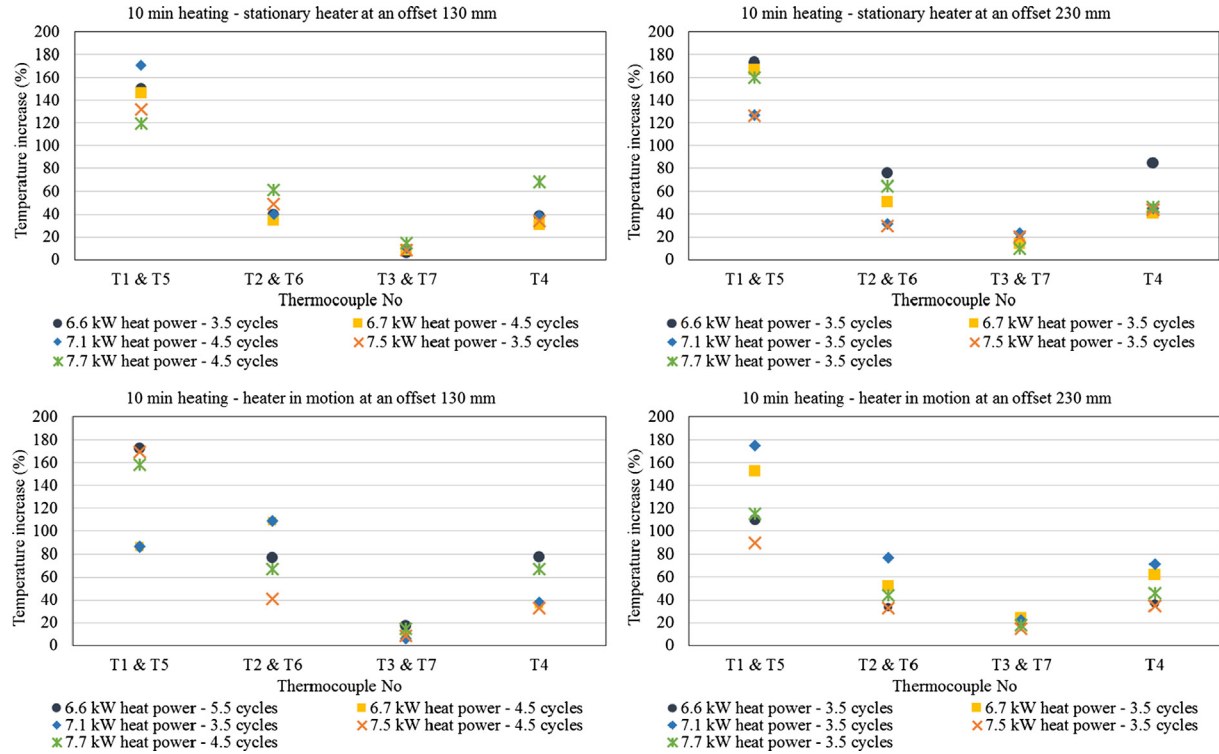 10 min heating - stationary heater at an offset 130 mm
Temperature increase (%)
200
180
160
140
120
100
80
60
40
20
0
T1 & T5 T2 & T6 T3 & T7 T4
Thermocouple No
6.6 kW heat power - 3.5 cycles 6.7 kW heat power - 4.5 cycles
7.1 kW heat power - 4.5 cycles 7.5 kW heat power - 3.5 cycles
7.7 kW heat power - 4.5 cycles
10 min heating - stationary heater at an offset 230 mm
Temperature increase (%)
200
180
160
140
120
100
80
60
40
20
0
T1 & T5 T2 & T6 T3 & T7 T4
Thermocouple No
6.6 kW heat power - 3.5 cycles 6.7 kW heat power - 3.5 cycles
7.1 kW heat power - 3.5 cycles 7.5 kW heat power - 3.5 cycles
7.7 kW heat power - 3.5 cycles
10 min heating - heater in motion at an offset 130 mm
Temperature increase (%)
200
180
160
140
120
100
80
60
40
20
0
T1 & T5 T2 & T6 T3 & T7 T4
Thermocouple No
6.6 kW heat power - 5.5 cycles 6.7 kW heat power - 4.5 cycles
7.1 kW heat power - 3.5 cycles 7.5 kW heat power - 4.5 cycles
7.7 kW heat power - 4.5 cycles
10 min heating - heater in motion at an offset 230 mm
Temperature increase (%)
200
180
160
140
120
100
80
60
40
20
0
T1 & T5 T2 & T6 T3 & T7 T4
Thermocouple No
6.6 kW heat power - 3.5 cycles 6.7 kW heat power - 3.5 cycles
7.1 kW heat power - 3.5 cycles 7.5 kW heat power - 3.5 cycles
7.7 kW heat power - 3.5 cycles